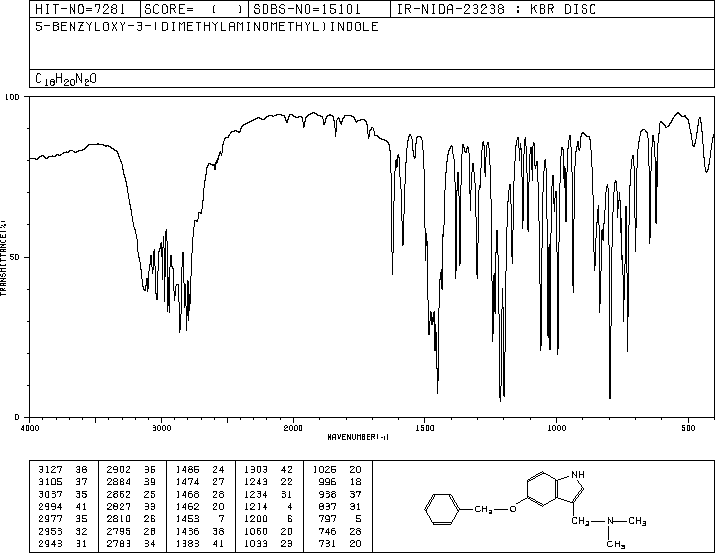 HIT-NO=7281 SCORE= ( ) SDBS-NO=15101 IR-NIDA-23238 : KBR DISC
5-BENZYLOXY-3-(DIMETHYLAMINOMETHYL)INDOLE
C18H20N2O
100
50
0
TRANSMITTANCE(%)
4000 3000 2000 1500 1000 500
WAVENUMBER(-1)
3127 38 2902 36 1486 24 1303 42 1026 20
3105 37 2884 39 1474 27 1243 22 996 18
3037 35 2862 25 1468 28 1234 31 938 37
2994 41 2827 33 1462 20 1214 4 837 31
2977 35 2810 26 1453 7 1200 6 797 5
2953 32 2795 28 1436 38 1060 20 746 28
2943 31 2783 34 1383 41 1033 23 731 20
NH
CH2 O
CH2 N CH3
CH3